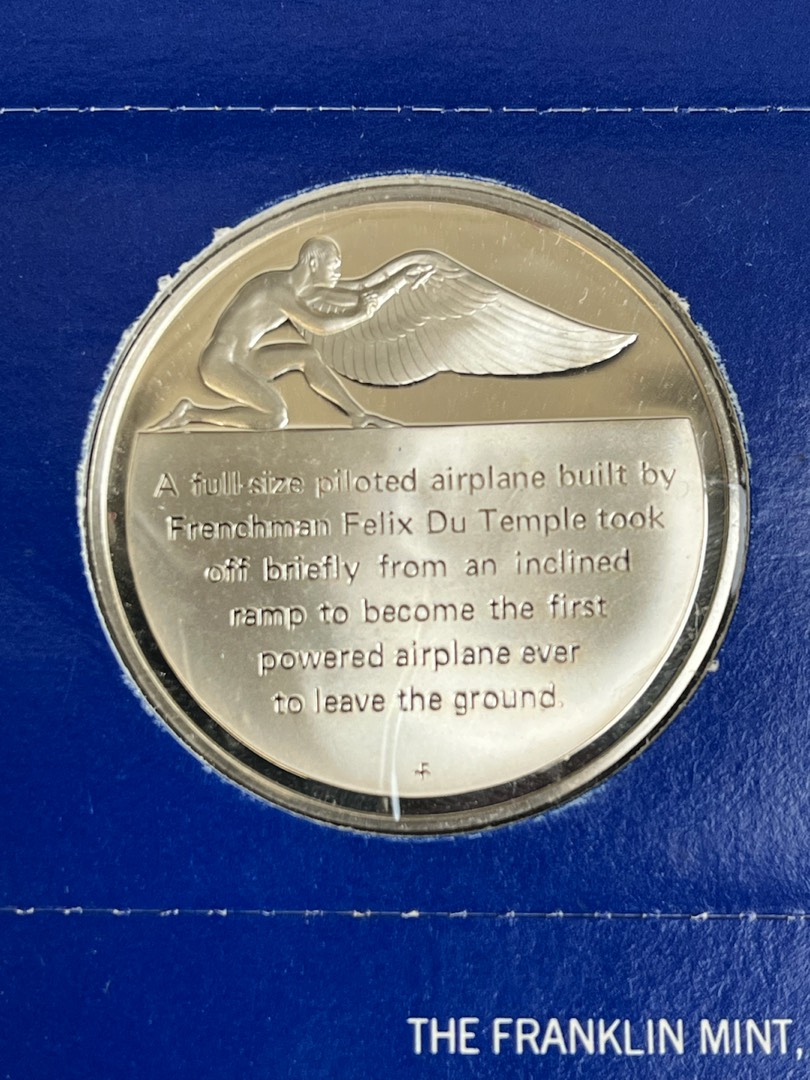 A full-size piloted airplane built by
Frenchman Felix Du Temple took
off briefly from an inclined
ramp to become the first
powered airplane ever
to leave the ground.
THE FRANKLIN MINT,